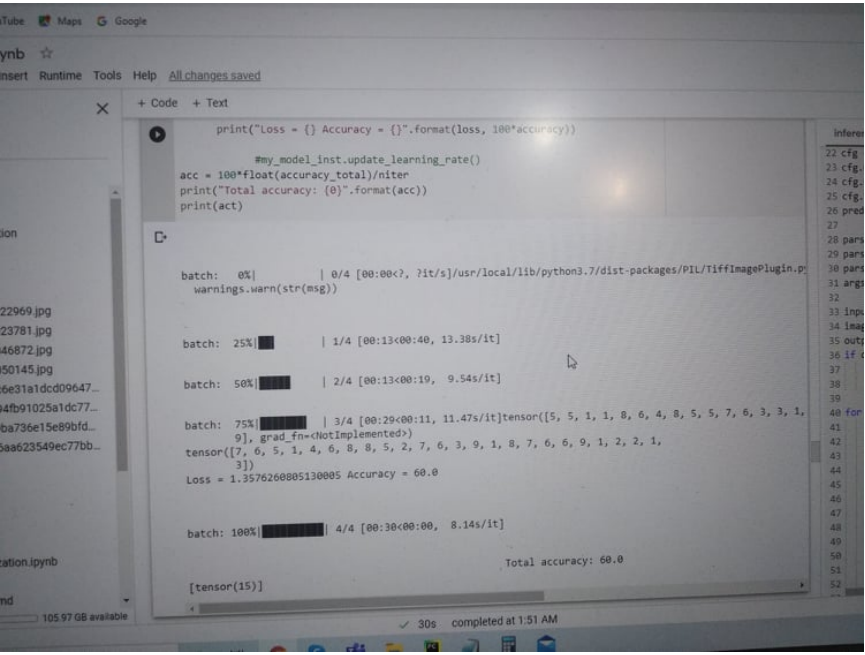 Tube Maps Google
ynb
nsert Runtime Tools Help All changes saved
+ Code + Text
print("Loss = {} Accuracy = {}".format(loss, 100*accuracy))
#my_model_inst.update_learning_rate()
acc = 100*float(accuracy_total)/niter
print("Total accuracy: {0}".format(acc))
print(act)
batch: 0%| | 0/4 [00:00<?, ?it/s]/usr/local/lib/python3.7/dist-packages/PIL/TiffImagePlugin.p
warnings.warn(str(msg))
batch: 25%| | 1/4 [00:13<00:40, 13.38s/it]
batch: 50%| | 2/4 [00:13<00:19, 9.54s/it]
batch: 75%| | 3/4 [00:29<00:11, 11.47s/it]tensor([5, 5, 1, 1, 8, 6, 4, 8, 5, 5, 7, 6, 3, 3, 1,
9], grad_fn=<NotImplemented>)
tensor([7, 6, 5, 1, 4, 6, 8, 8, 5, 2, 7, 6, 3, 9, 1, 8, 7, 6, 6, 9, 1, 2, 2, 1,
3])
Loss = 1.3576260805130005 Accuracy = 60.0
batch: 100%| | 4/4 [00:30<00:00, 8.14s/it]
Total accuracy: 60.0
[tensor(15)]
tion
22969.jpg
23781.jpg
46872.jpg
50145.jpg
6e31a1dcd09647...
4fb91025a1dc77...
ba736e15e89bfd...
6aa623549ec77bb...
zation.ipynb
md
105.97 GB available
30s completed at 1:51 AM
inferen
22 cfg
23 cfg.
24 cfg.
25 cfg.
26 pred
27
28 pars
29 pars
30 pars
31 args
32
33 inpu
34 imag
35 outp
36 if o
37
38
39
40 for
41
42
43
44
45
46
47
48
49
50
51
52